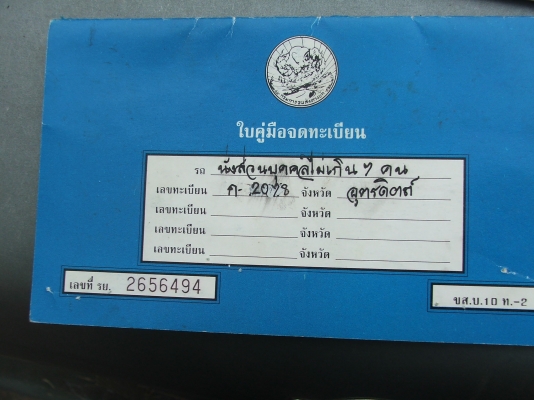 ใบคู่มือจดทะเบียน
รถ นั่งส่วนบุคคลไม่เกิน 7 คน
เลขทะเบียน ก-2078 จังหวัด อุตรดิตถ์
เลขทะเบียน จังหวัด
เลขทะเบียน จังหวัด
เลขทะเบียน จังหวัด
เลขที่ รย. 2656494
ขส.บ.10 ท.-2